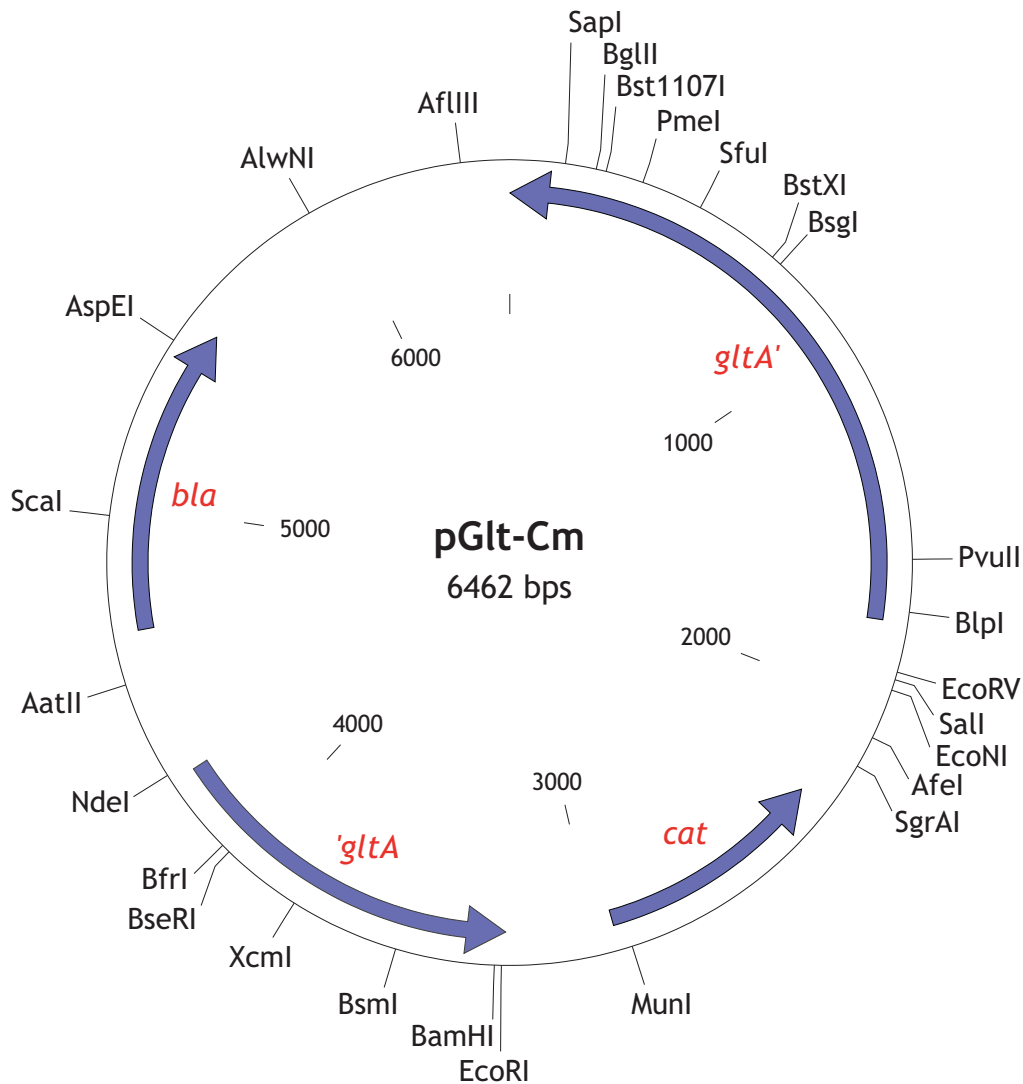 SapI
BglII
Bst1107I
PmeI
SfuI
BstXI
BsgI
AflIII
AlwNI
AspEI
ScaI
AatII
NdeI
BfrI
BseRI
XcmI
BsmI
BamHI
EcoRI
MunI
SgrAI
AfeI
EcoNI
SalI
EcoRV
BlpI
PvuII
6000
1000
5000
2000
4000
3000
gltA'
bla
'gltA
cat
pGlt-Cm
6462 bps